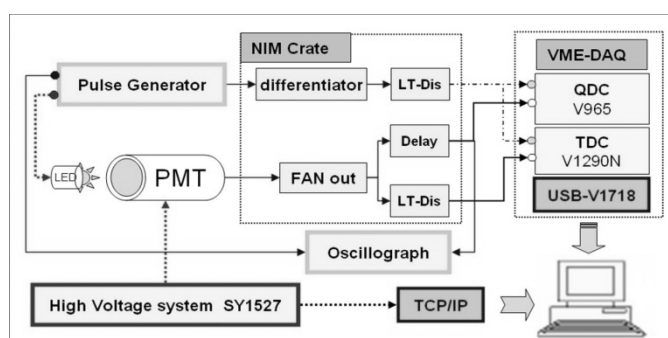 NIM Crate
VME-DAQ
Pulse Generator
differentiator
LT-Dis
QDC
V965
Delay
TDC
V1290N
LED
PMT
FAN out
LT-Dis
USB-V1718
Oscillograph
High Voltage system SY1527
TCP/IP